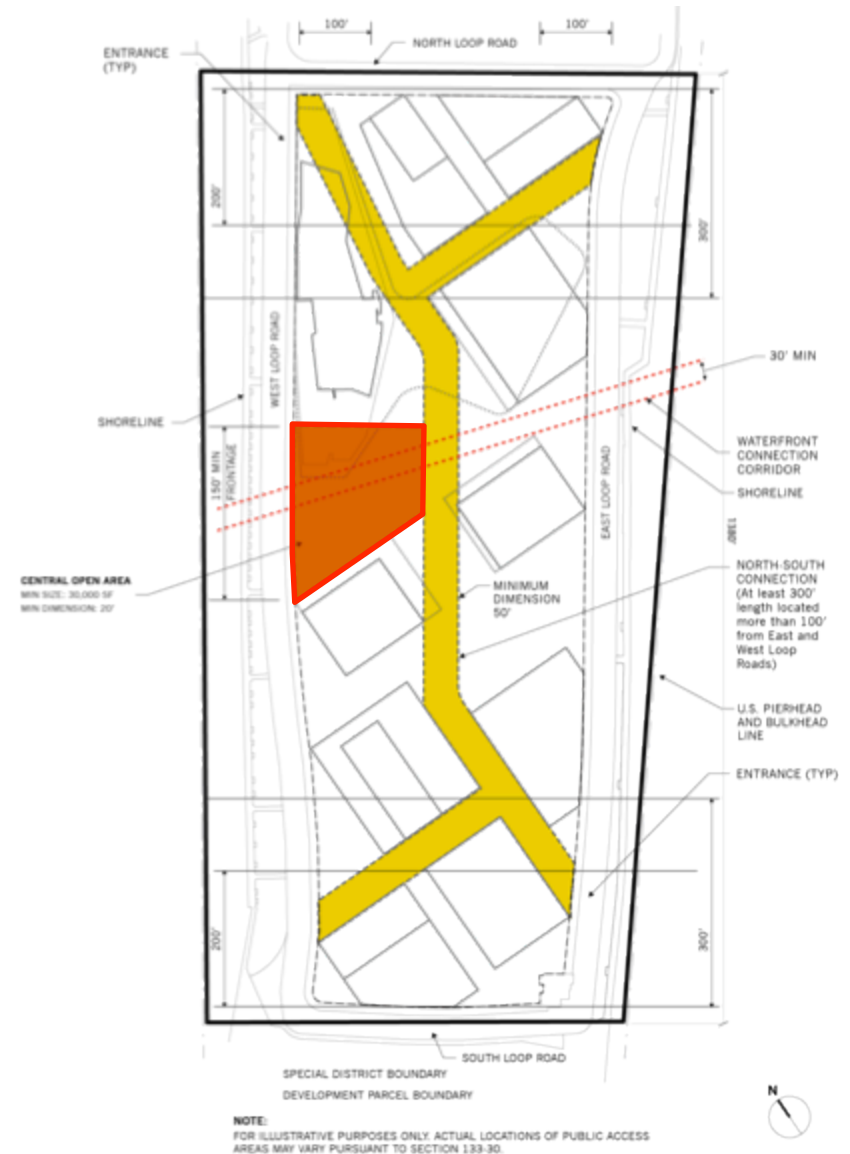 100'
100'
NORTH LOOP ROAD
ENTRANCE
(TYP)
200'
300'
WEST LOOP ROAD
30' MIN
SHORELINE
150' MIN
FRONTAGE
WATERFRONT
CONNECTION
CORRIDOR
EAST LOOP ROAD
SHORELINE
1380'
CENTRAL OPEN AREA
MIN SIZE: 30,000 SF
MIN DIMENSION: 20'
MINIMUM
DIMENSION
50'
NORTH-SOUTH
CONNECTION
(At least 300'
length located
more than 100'
from East and
West Loop
Roads)
U.S. PIERHEAD
AND BULKHEAD
LINE
ENTRANCE (TYP)
200'
300'
SOUTH LOOP ROAD
SPECIAL DISTRICT BOUNDARY
DEVELOPMENT PARCEL BOUNDARY
N
NOTE:
FOR ILLUSTRATIVE PURPOSES ONLY. ACTUAL LOCATIONS OF PUBLIC ACCESS
AREAS MAY VARY PURSUANT TO SECTION 133-30.